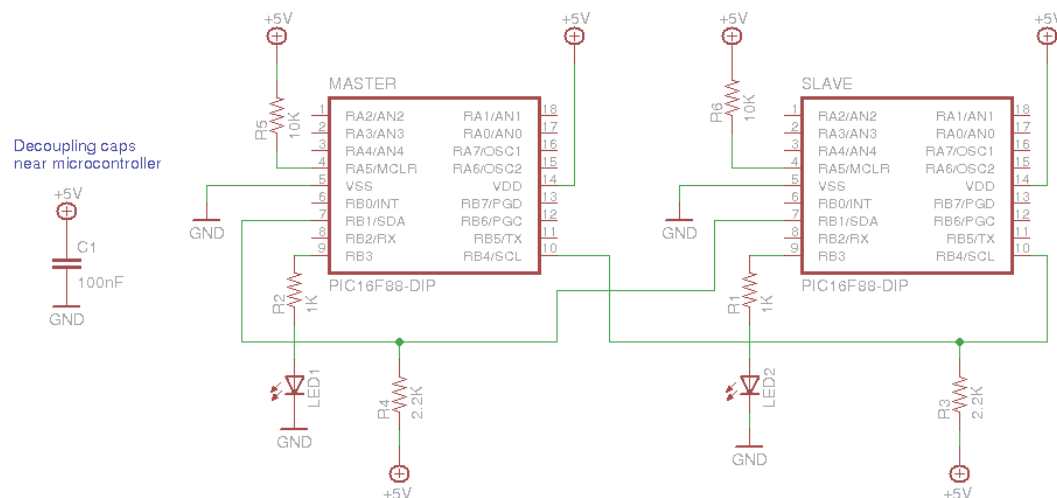 +5V
+5V
+5V
+5V
MASTER
SLAVE
R5
10K
R6
10K
1
RA2/AN2
RA1/AN1
18
2
RA3/AN3
RA0/AN0
17
3
RA4/AN4
RA7/OSC1
16
4
RA5/MCLR
RA6/OSC2
15
5
VSS
VDD
14
6
RB0/INT
RB7/PGD
13
7
RB1/SDA
RB6/PGC
12
8
RB2/RX
RB5/TX
11
9
RB3
RB4/SCL
10
PIC16F88-DIP
1
RA2/AN2
RA1/AN1
18
2
RA3/AN3
RA0/AN0
17
3
RA4/AN4
RA7/OSC1
16
4
RA5/MCLR
RA6/OSC2
15
5
VSS
VDD
14
6
RB0/INT
RB7/PGD
13
7
RB1/SDA
RB6/PGC
12
8
RB2/RX
RB5/TX
11
9
RB3
RB4/SCL
10
PIC16F88-DIP
Decoupling caps
near microcontroller
+5V
C1
100nF
GND
GND
GND
R2
1K
R1
1K
LED1
LED2
GND
GND
R4
2.2K
R3
2.2K
+5V
+5V